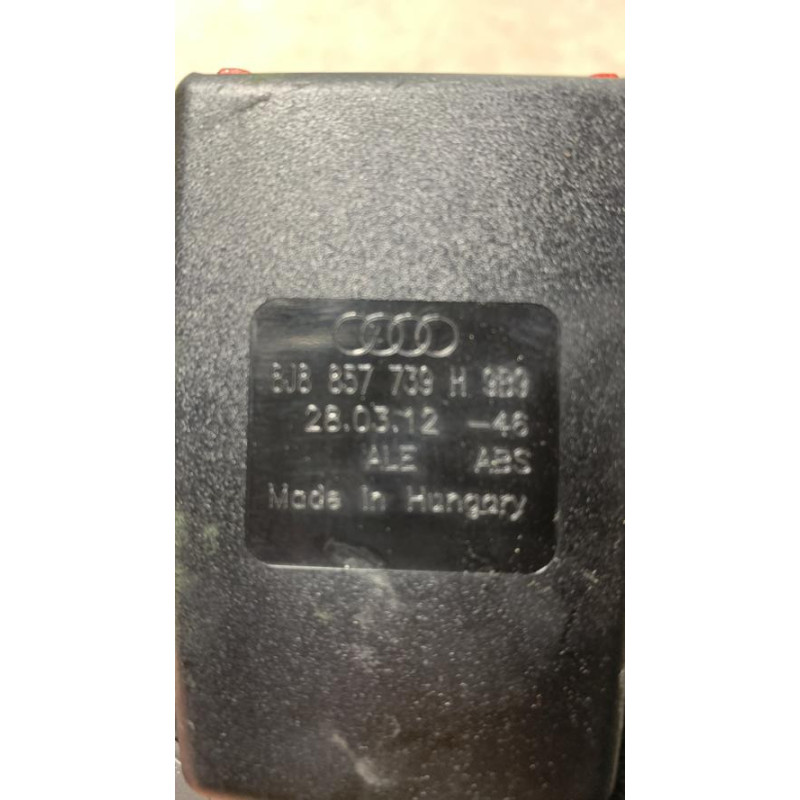 8J8 857 739 H 9B9
28.03.12 -46
ALE ABS
Made In Hungary